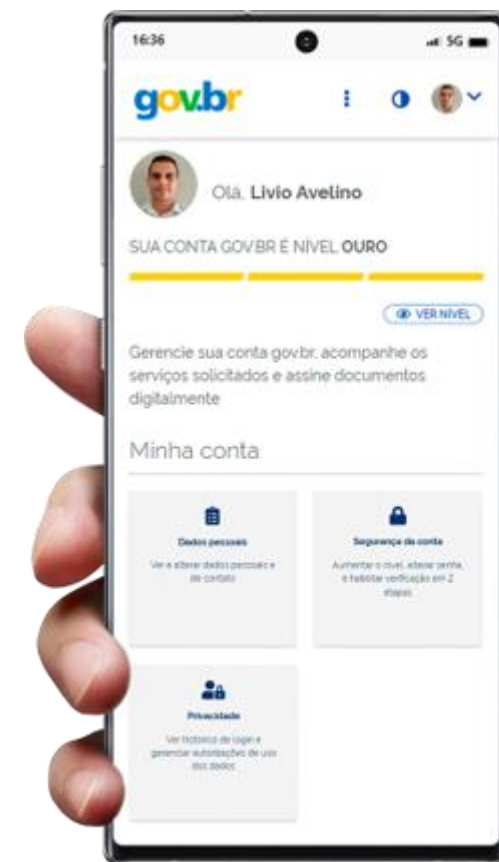 16:36
5G
gov.br
Olá, Livio Avelino
SUA CONTA GOV.BR É NÍVEL OURO
VER NÍVEL
Gerencie sua conta gov.br, acompanhe os
serviços solicitados e assine documentos
digitalmente
Minha conta
Dados pessoais
Ver e alterar dados pessoais e
de contato
Segurança da conta
Aumentar o nível, alterar senha,
e habilitar verificação em 2
etapas
Privacidade
Ver histórico de login e
gerenciar autorizações de uso
dos dados